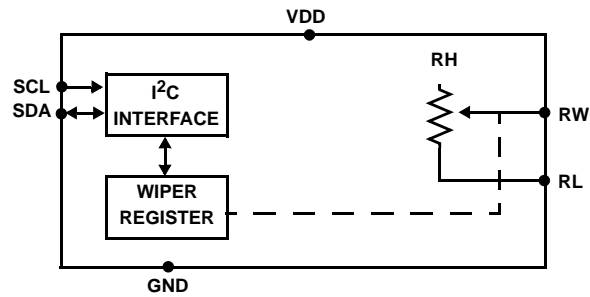 VDD
SCL
SDA
I²C
INTERFACE
RH
RW
RL
WIPER
REGISTER
GND